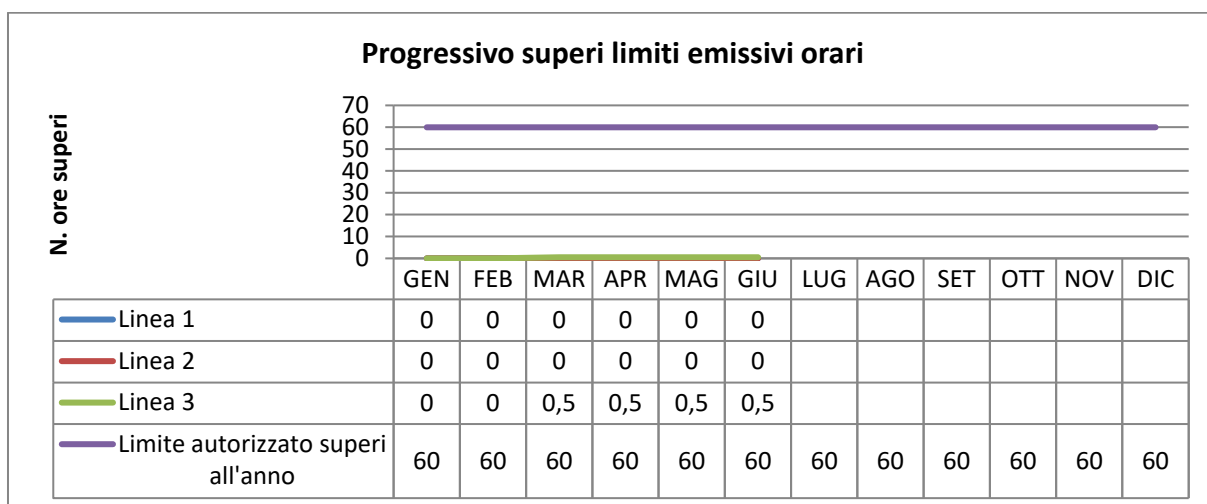 Progressivo superi limiti emissivi orari
N. ore superi
70
60
50
40
30
20
10
0
GEN FEB MAR APR MAG GIU LUG AGO SET OTT NOV DIC
Linea 1 0 0 0 0 0 0
Linea 2 0 0 0 0 0 0
Linea 3 0 0 0,5 0,5 0,5 0,5
Limite autorizzato superi
all'anno 60 60 60 60 60 60 60 60 60 60 60 60